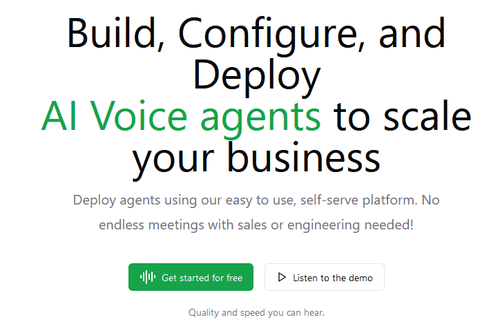 Build, Configure, and
Deploy
AI Voice agents to scale
your business
Deploy agents using our easy to use, self-serve platform. No
endless meetings with sales or engineering needed!
Get started for free
Listen to the demo
Quality and speed you can hear.